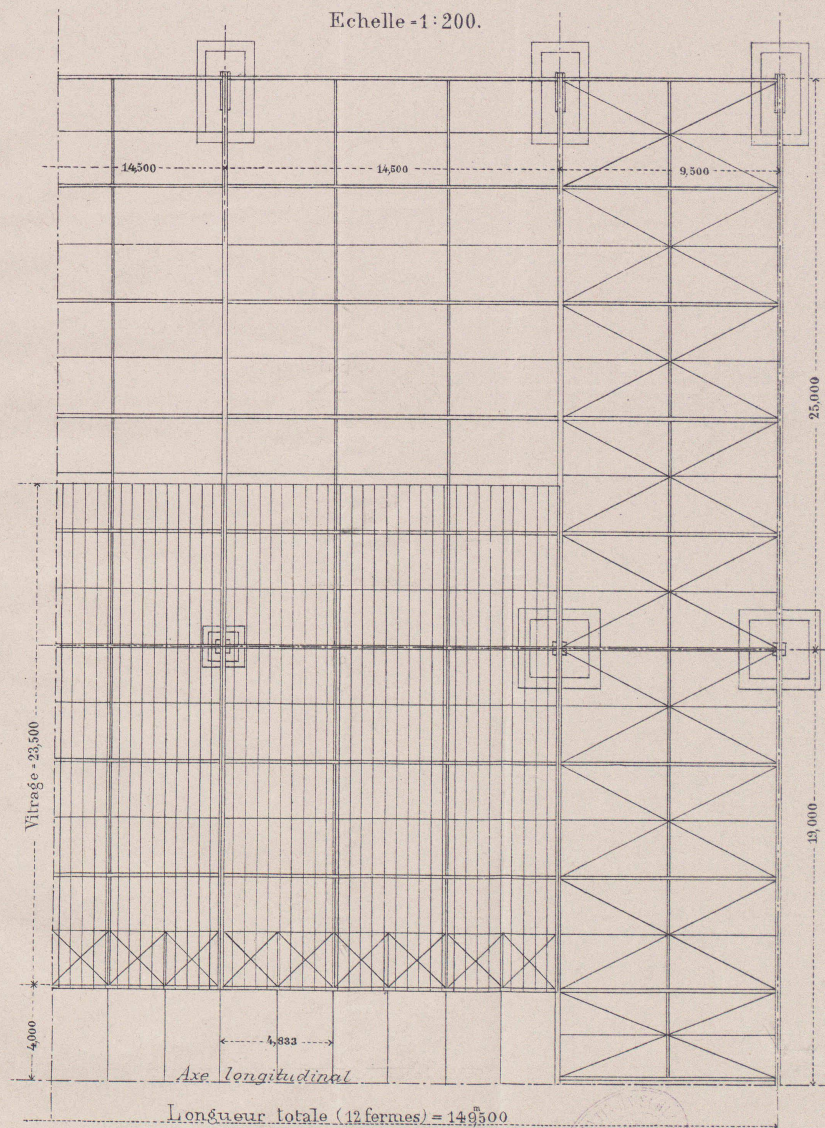 Echelle = 1:200.
14,500
14,500
9,500
25,000
Vitrage = 23,500
19,000
4,000
4,833
Axe longitudinal
Longueur totale (12 fermes) = 149,500 m